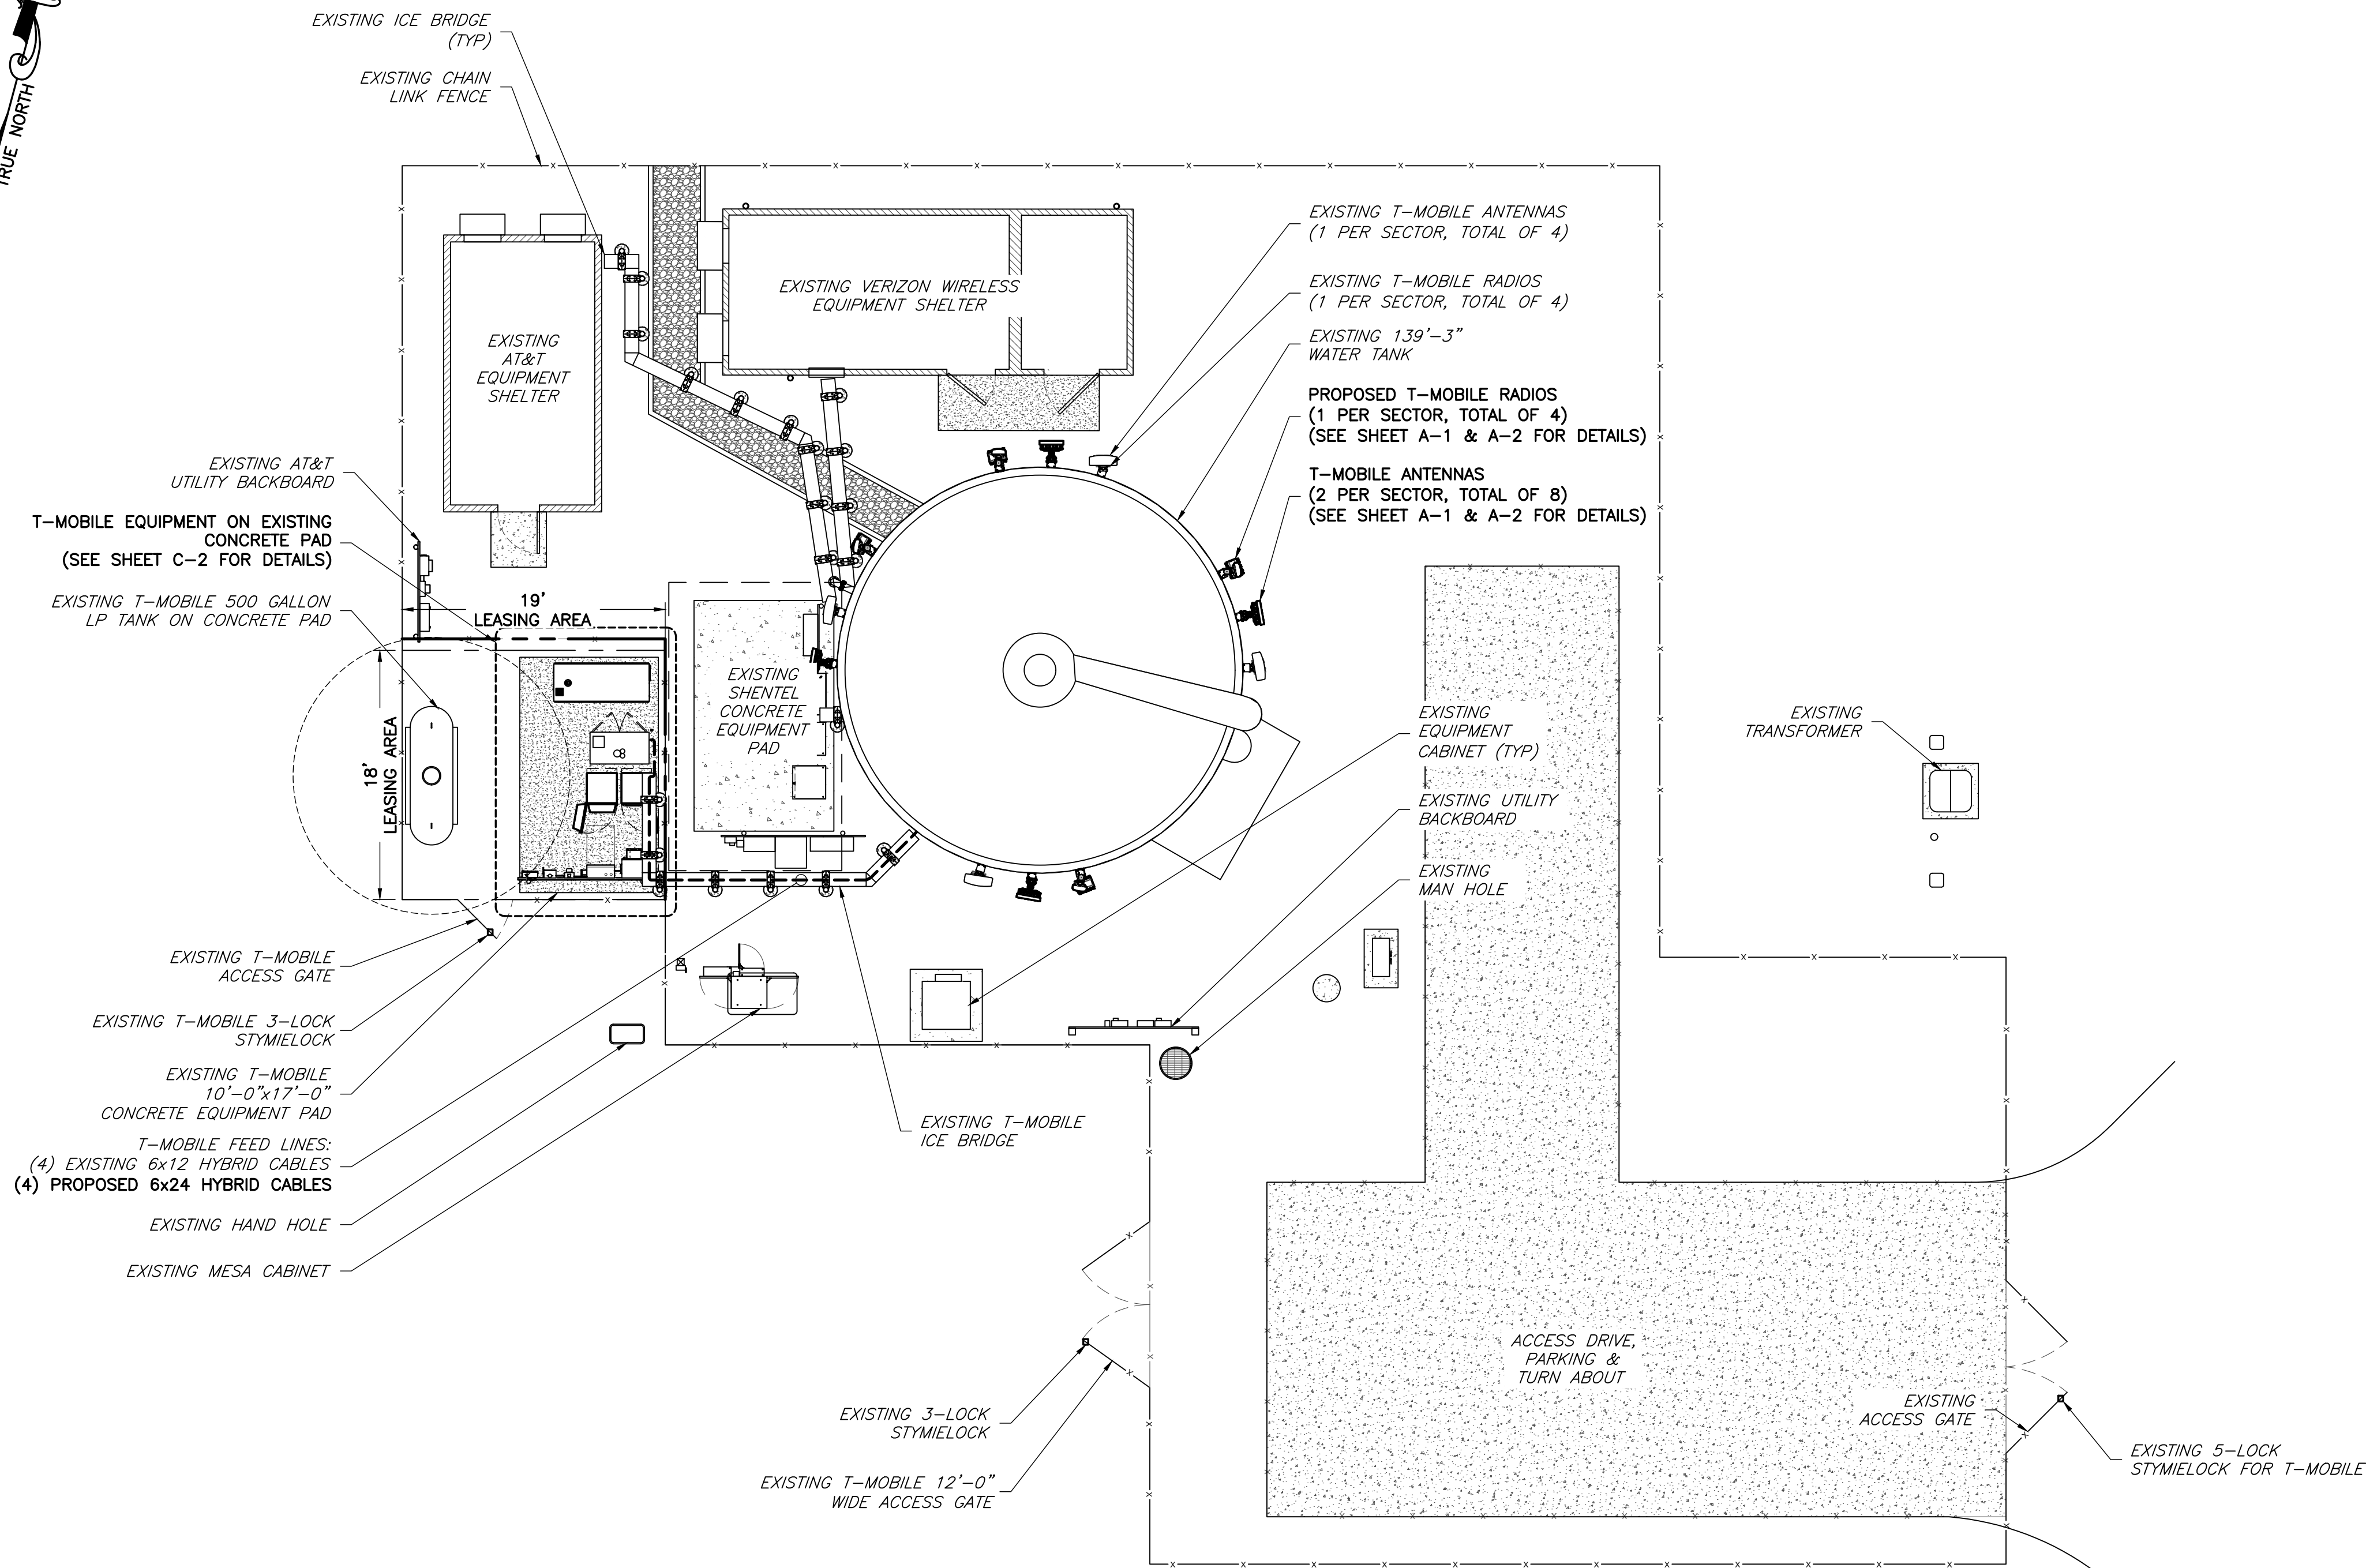 TRUE NORTH
EXISTING ICE BRIDGE
(TYP)
EXISTING CHAIN
LINK FENCE
EXISTING T-MOBILE ANTENNAS
(1 PER SECTOR, TOTAL OF 4)
EXISTING T-MOBILE RADIOS
(1 PER SECTOR, TOTAL OF 4)
EXISTING 139'-3"
WATER TANK
PROPOSED T-MOBILE RADIOS
(1 PER SECTOR, TOTAL OF 4)
(SEE SHEET A-1 & A-2 FOR DETAILS)
T-MOBILE ANTENNAS
(2 PER SECTOR, TOTAL OF 8)
(SEE SHEET A-1 & A-2 FOR DETAILS)
EXISTING VERIZON WIRELESS
EQUIPMENT SHELTER
EXISTING
AT&T
EQUIPMENT
SHELTER
EXISTING AT&T
UTILITY BACKBOARD
T-MOBILE EQUIPMENT ON EXISTING
CONCRETE PAD
(SEE SHEET C-2 FOR DETAILS)
EXISTING T-MOBILE 500 GALLON
LP TANK ON CONCRETE PAD
19'
LEASING AREA
18'
LEASING AREA
EXISTING
SHENTEL
CONCRETE
EQUIPMENT
PAD
EXISTING
EQUIPMENT
CABINET (TYP)
EXISTING UTILITY
BACKBOARD
EXISTING
MAN HOLE
EXISTING
TRANSFORMER
EXISTING T-MOBILE
ACCESS GATE
EXISTING T-MOBILE 3-LOCK
STYMIELOCK
EXISTING T-MOBILE
10'-0"x17'-0"
CONCRETE EQUIPMENT PAD
T-MOBILE FEED LINES:
(4) EXISTING 6x12 HYBRID CABLES
(4) PROPOSED 6x24 HYBRID CABLES
EXISTING HAND HOLE
EXISTING MESA CABINET
EXISTING T-MOBILE
ICE BRIDGE
EXISTING 3-LOCK
STYMIELOCK
EXISTING T-MOBILE 12'-0"
WIDE ACCESS GATE
ACCESS DRIVE,
PARKING &
TURN ABOUT
EXISTING
ACCESS GATE
EXISTING 5-LOCK
STYMIELOCK FOR T-MOBILE